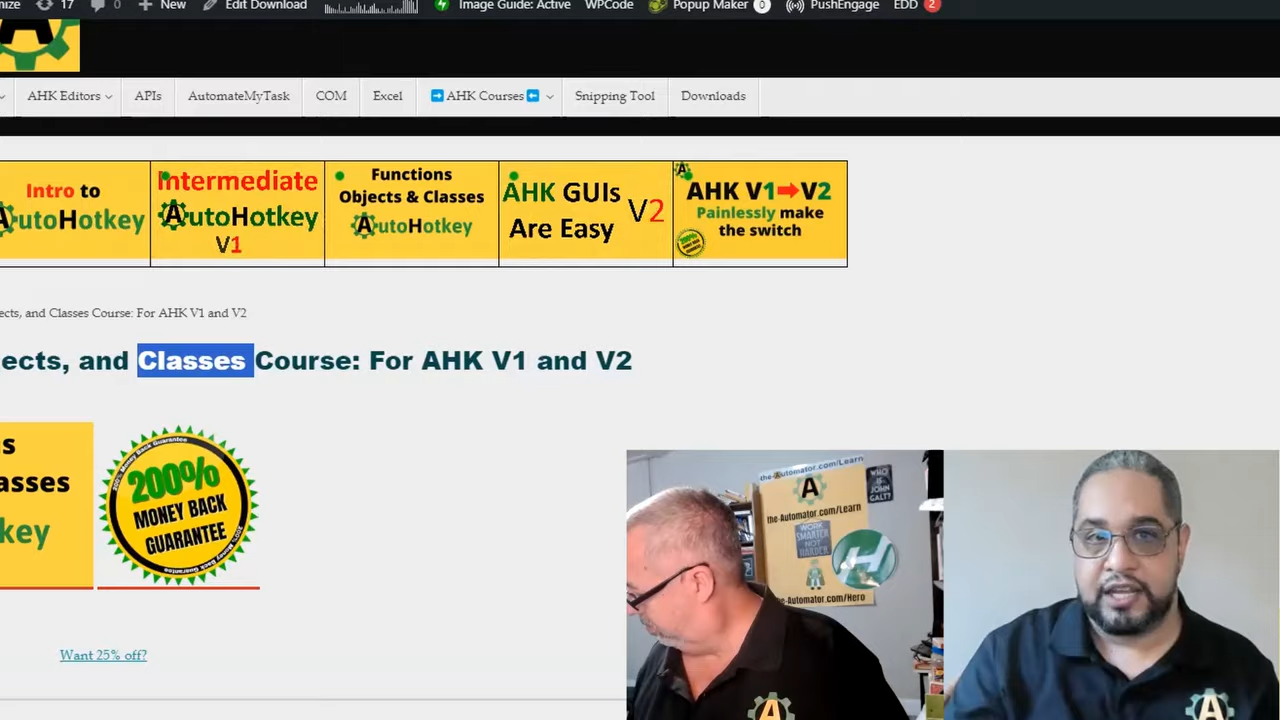 17
0
New
Edit Download
Image Guide: Active
WPCode
Popup Maker 0
PushEngage
EDD 2
AHK Editors
APIs
AutomateMyTask
COM
Excel
AHK Courses
Snipping Tool
Downloads
Intro to
AutoHotkey
Intermediate
AutoHotkey
V1
Functions
Objects & Classes
AutoHotkey
AHK GUIs
Are Easy
V2
AHK V1 V2
Painlessly make
the switch
ects, and Classes Course: For AHK V1 and V2
ects, and Classes Course: For AHK V1 and V2
s
asses
key
200%
MONEY BACK
GUARANTEE
Want 25% off?
the-Automator.com/Learn
A
the-Automator.com/Learn
WHO
IS
JOHN
GALT?
WORK
SMARTER
NOT
HARDER
H
he-Automator.com/Hero
A
A